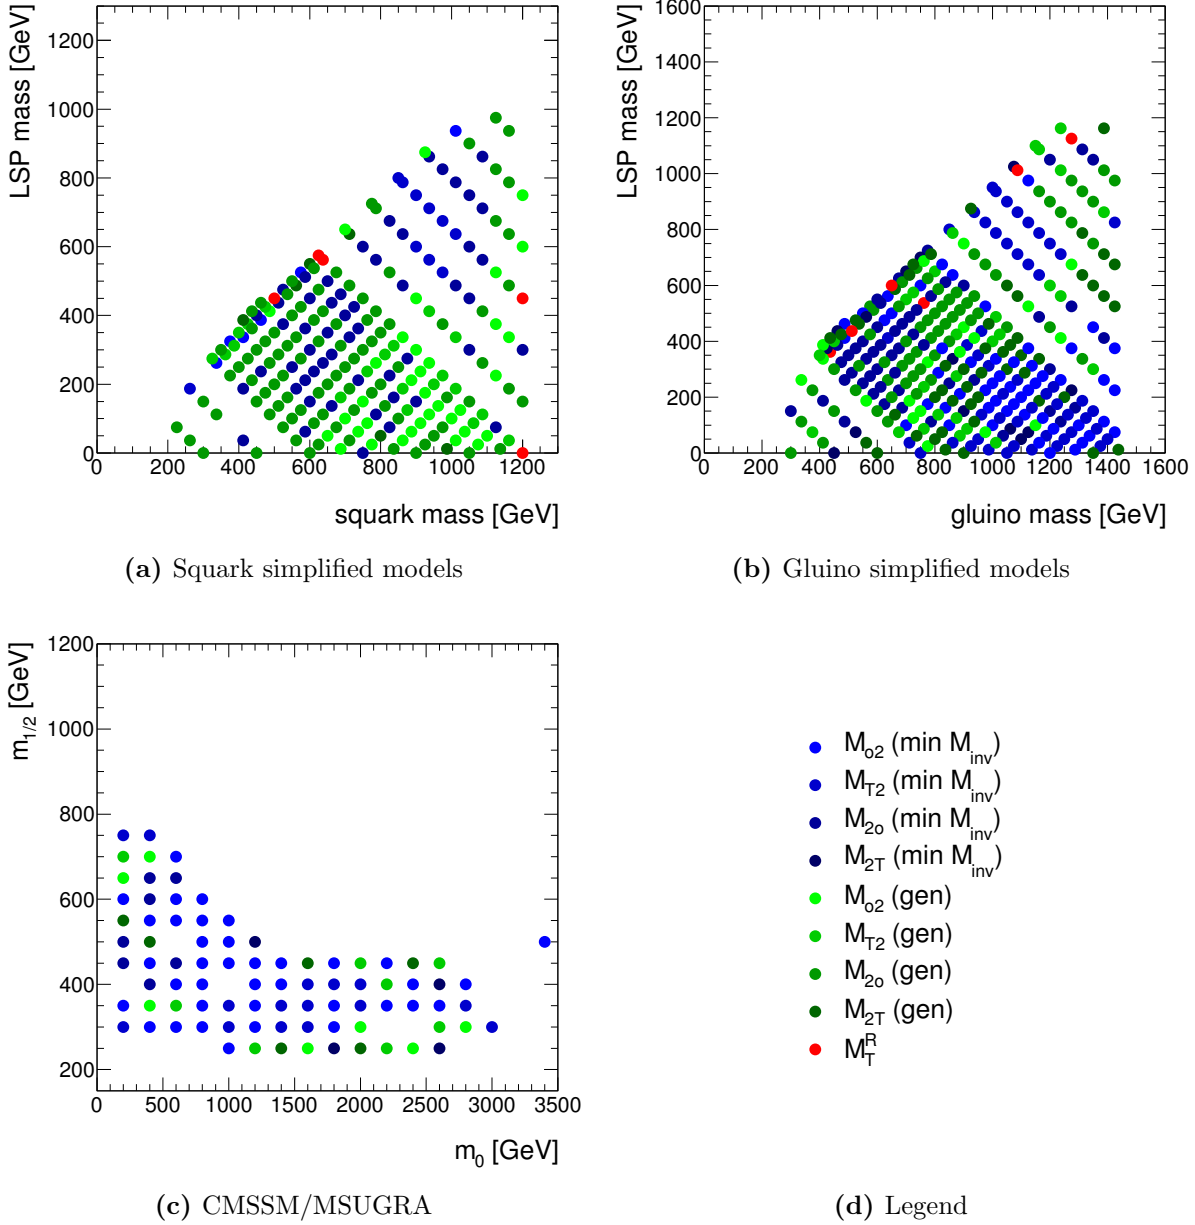 LSP mass [GeV]
1200
1000
800
600
400
200
0
200 400 600 800 1000 1200
squark mass [GeV]
(a) Squark simplified models
LSP mass [GeV]
1600
1400
1200
1000
800
600
400
200
0
0 200 400 600 800 1000 1200 1400 1600
gluino mass [GeV]
(b) Gluino simplified models
m1/2 [GeV]
1200
1000
800
600
400
200
0 500 1000 1500 2000 2500 3000 3500
m0 [GeV]
(c) CMSSM/MSUGRA
Mo2 (min Minv)
MT2 (min Minv)
M2o (min Minv)
M2T (min Minv)
Mo2 (gen)
MT2 (gen)
M2o (gen)
M2T (gen)
MTR
(d) Legend